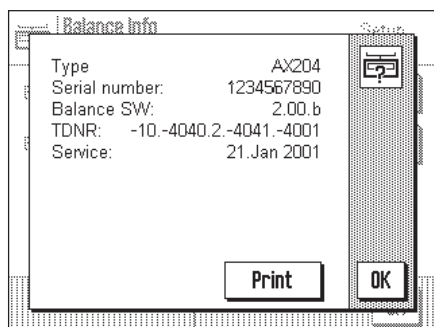 Balance Info
Setup
Type AX204
Serial number: 1234567890
Balance SW: 2.00.b
TDNR: -10.-4040.2.-4041.-4001
Service: 21.Jan 2001
Print
OK